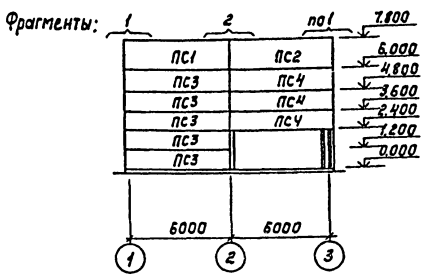 Фрагменты: 1 2 по1
7.800
6.000
4.800
3.600
2.400
1.200
0.000
ПС1 ПС2
ПС3 ПС4
ПС3 ПС4
ПС3 ПС4
ПС3
ПС3
6000 6000
1 2 3